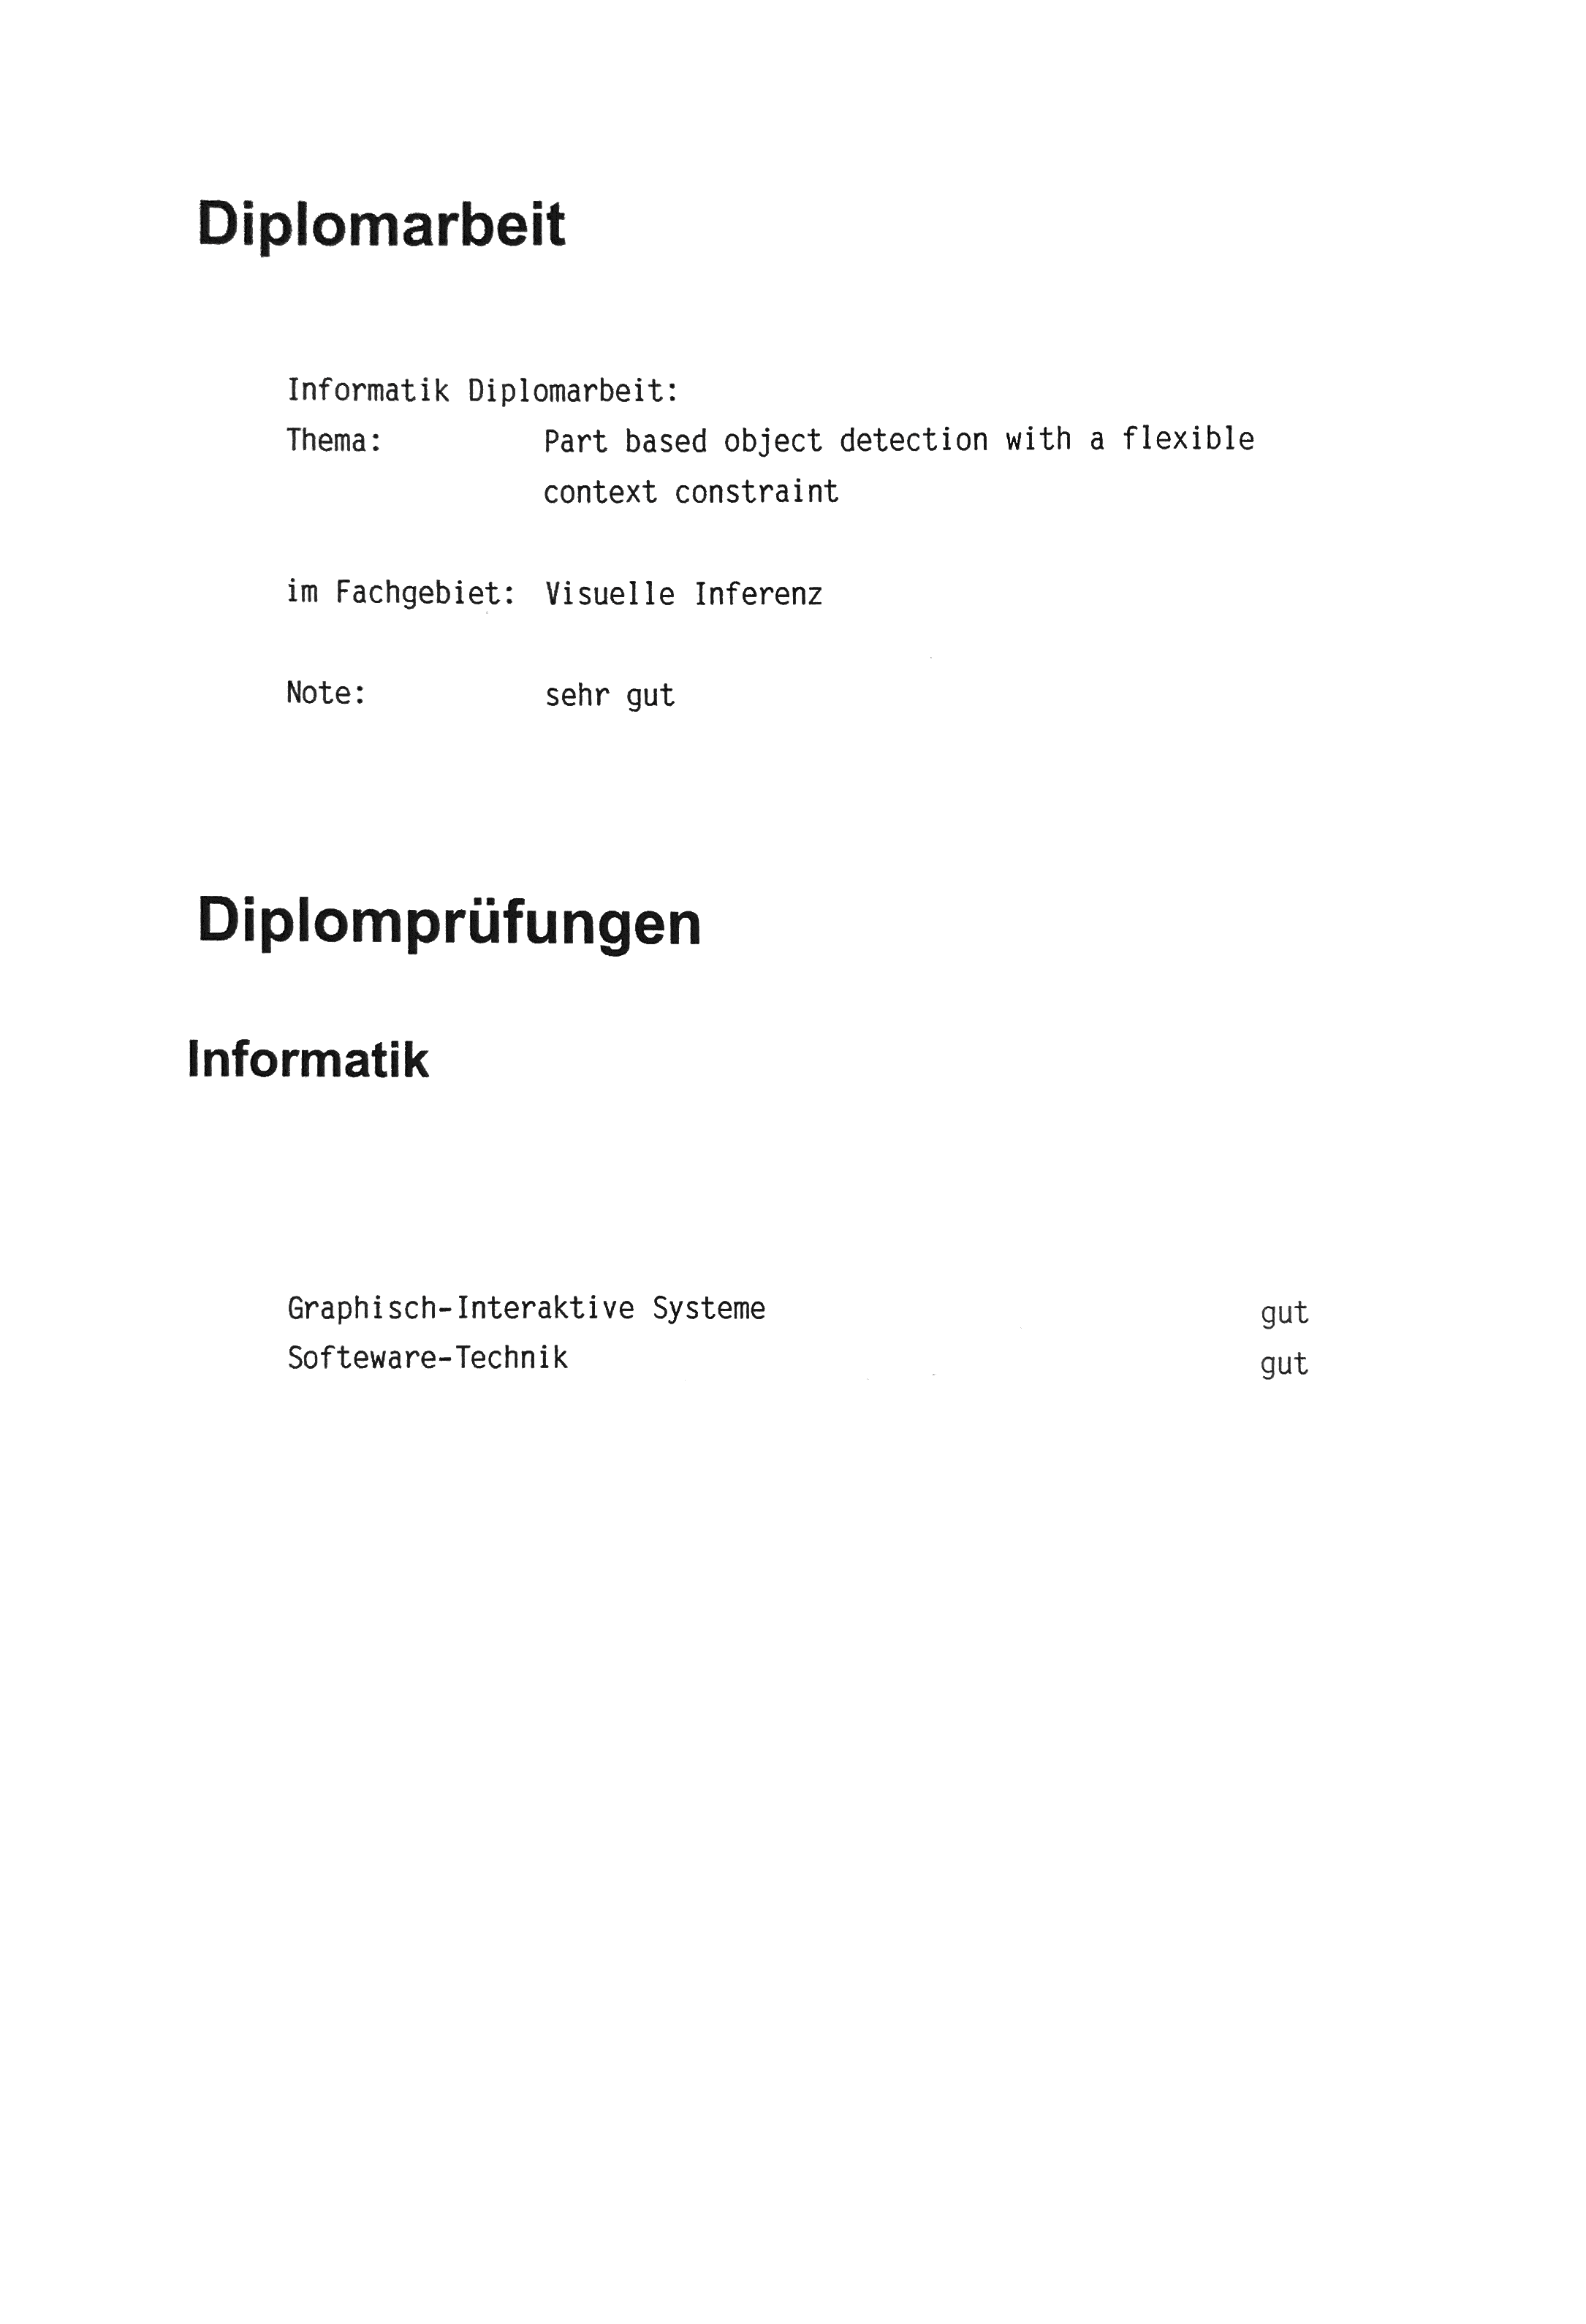 Diplomarbeit
Informatik Diplomarbeit:
Thema: Part based object detection with a flexible
context constraint
im Fachgebiet: Visuelle Inferenz
Note: sehr gut
Diplomprüfungen
Informatik
Graphisch-Interaktive Systeme gut
Softeware-Technik gut